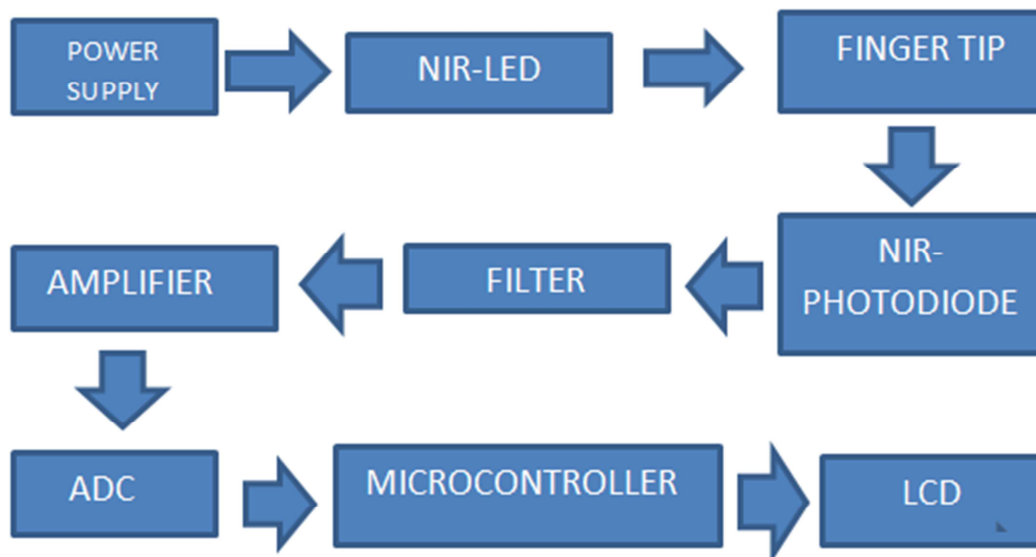 POWER
SUPPLY
NIR-LED
FINGER TIP
NIR-
PHOTODIODE
FILTER
AMPLIFIER
ADC
MICROCONTROLLER
LCD